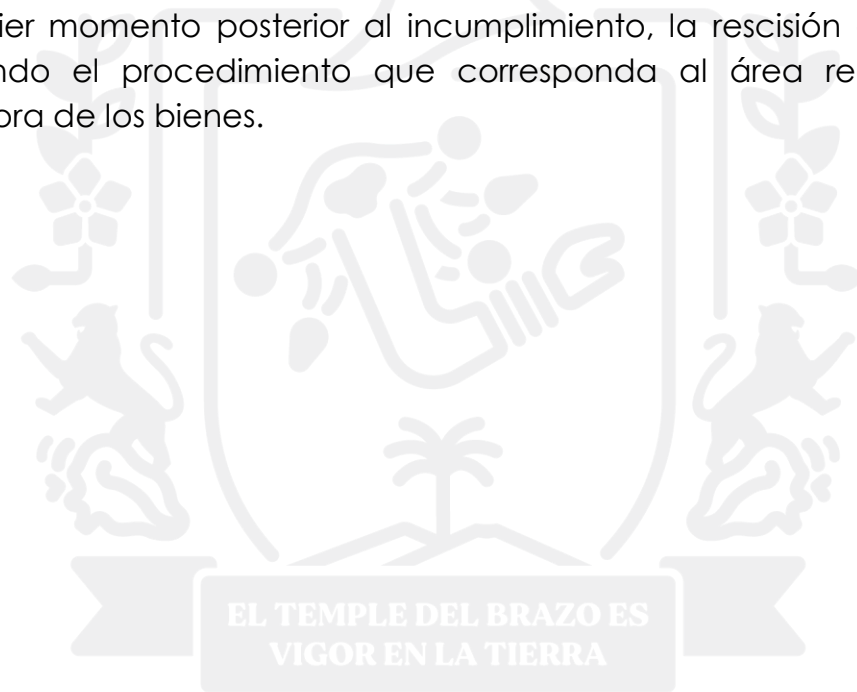 ier momento posterior al incumplimiento, la rescisión
ndo el procedimiento que corresponda al área re
ora de los bienes.
EL TEMPLE DEL BRAZO ES
VIGOR EN LA TIERRA